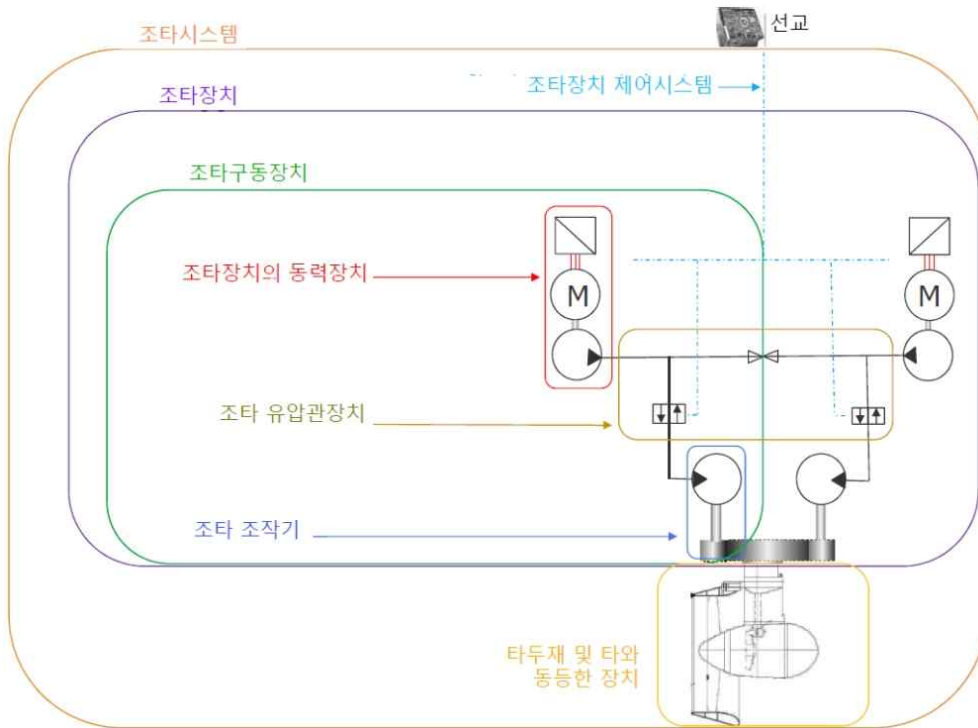 선교
조타시스템
조타장치 제어시스템
조타장치
조타구동장치
조타장치의 동력장치
M
M
조타 유압관장치
조타 조작기
타두재 및 타와
동등한 장치